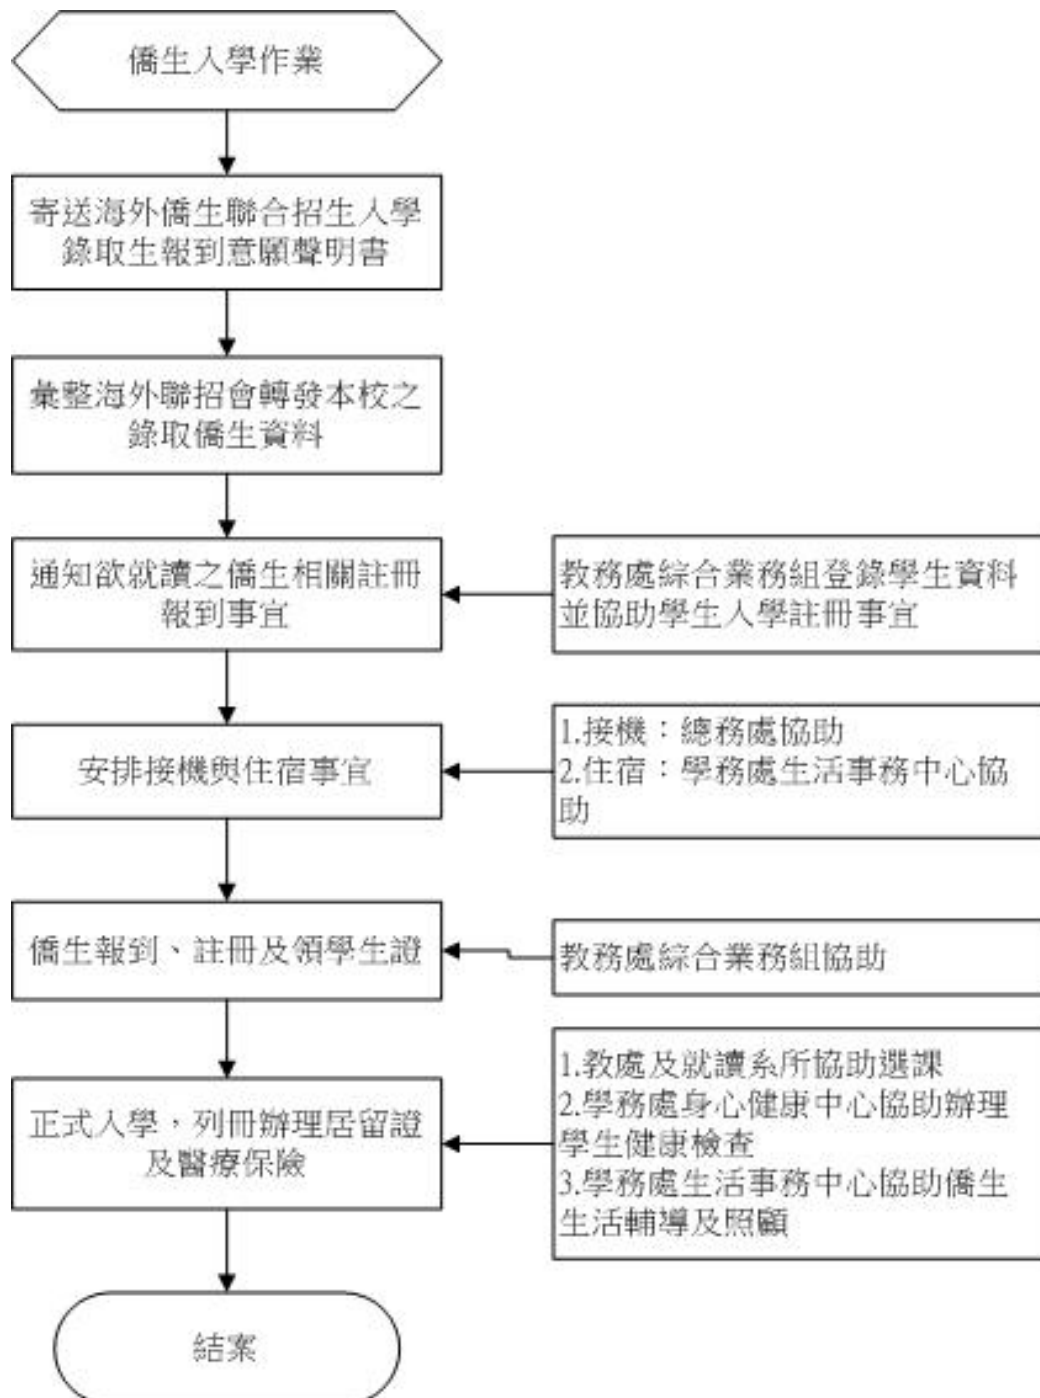 僑生入學作業
寄送海外僑生聯合招生入學
錄取生報到意願聲明書
彙整海外聯招會轉發本校之
錄取僑生資料
通知欲就讀之僑生相關註冊
報到事宜
教務處綜合業務組登錄學生資料
並協助學生入學註冊事宜
安排接機與住宿事宜
1.接機：總務處協助
2.住宿：學務處生活事務中心協
助
僑生報到、註冊及領學生證
教務處綜合業務組協助
正式入學，列冊辦理居留證
及醫療保險
1.教處及就讀系所協助選課
2.學務處身心健康中心協助辦理
學生健康檢查
3.學務處生活事務中心協助僑生
生活輔導及照顧
結案